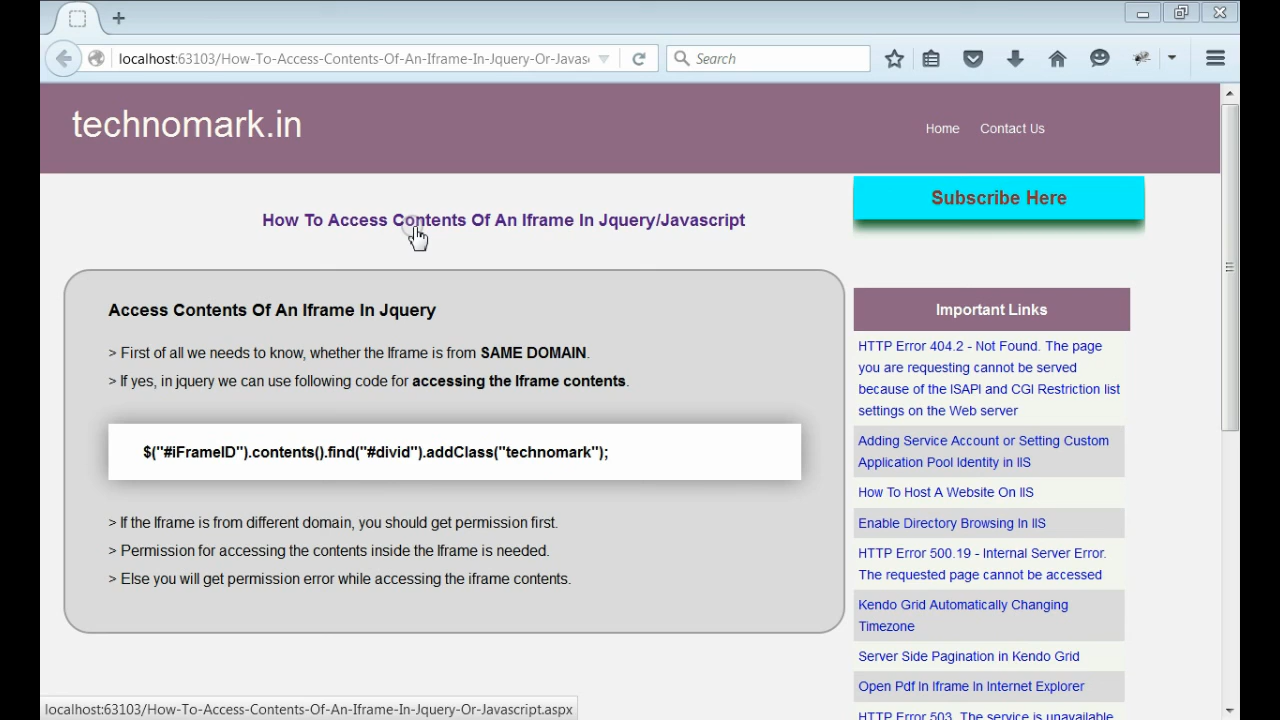 localhost:63103/How-To-Access-Contents-Of-An-Iframe-In-Jquery-Or-Javasc
Search
technomark.in
Home
Contact Us
How To Access Contents Of An Iframe In Jquery/Javascript
Subscribe Here
Access Contents Of An Iframe In Jquery
> First of all we needs to know, whether the Iframe is from SAME DOMAIN.
> If yes, in jquery we can use following code for accessing the Iframe contents.
$("#iFrameID").contents().find("#divid").addClass("technomark");
> If the Iframe is from different domain, you should get permission first.
> Permission for accessing the contents inside the Iframe is needed.
> Else you will get permission error while accessing the iframe contents.
Important Links
HTTP Error 404.2 - Not Found. The page
you are requesting cannot be served
because of the ISAPI and CGI Restriction list
settings on the Web server
Adding Service Account or Setting Custom
Application Pool Identity in IIS
How To Host A Website On IIS
Enable Directory Browsing In IIS
HTTP Error 500.19 - Internal Server Error.
The requested page cannot be accessed
Kendo Grid Automatically Changing
Timezone
Server Side Pagination in Kendo Grid
Open Pdf In Iframe In Internet Explorer
HTTP Error 503. The service is unavailable
localhost:63103/How-To-Access-Contents-Of-An-Iframe-In-Jquery-Or-Javascript.aspx